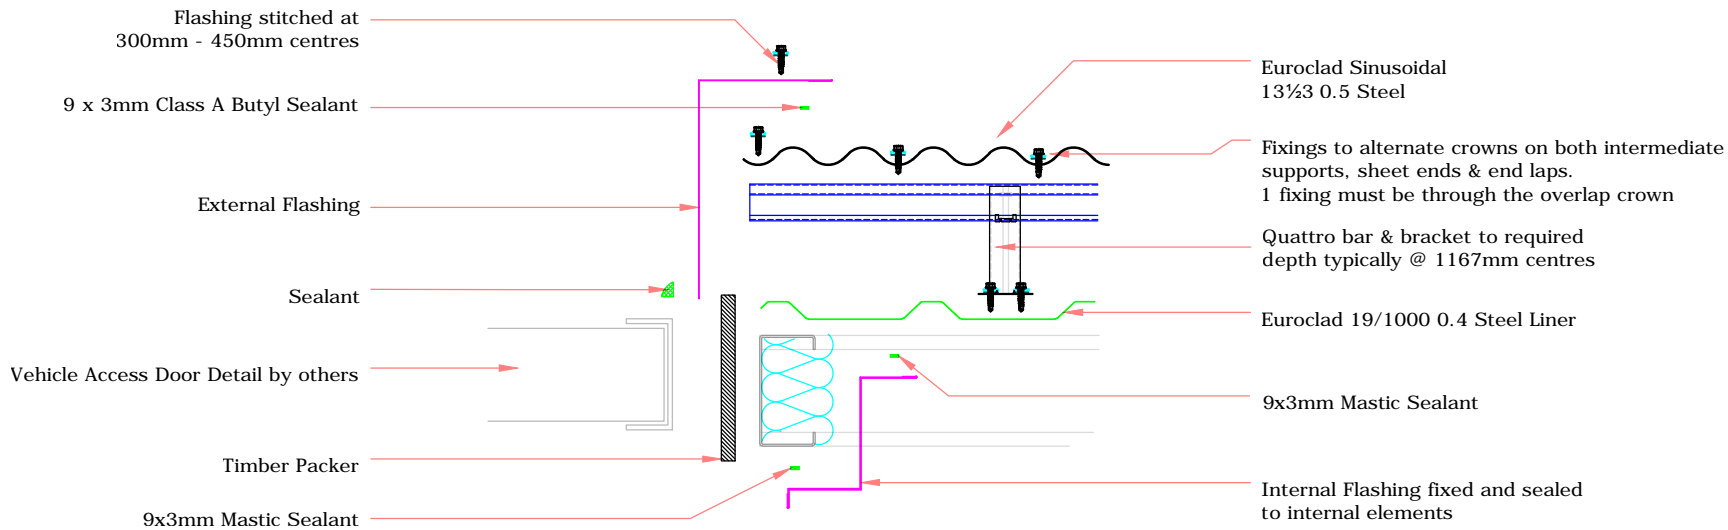 Flashing stitched at
300mm - 450mm centres
9 x 3mm Class A Butyl Sealant
External Flashing
Sealant
Vehicle Access Door Detail by others
Timber Packer
9x3mm Mastic Sealant
Euroclad Sinusoidal
13½3 0.5 Steel
Fixings to alternate crowns on both intermediate
supports, sheet ends & end laps.
1 fixing must be through the overlap crown
Quattro bar & bracket to required
depth typically @ 1167mm centres
Euroclad 19/1000 0.4 Steel Liner
9x3mm Mastic Sealant
Internal Flashing fixed and sealed
to internal elements